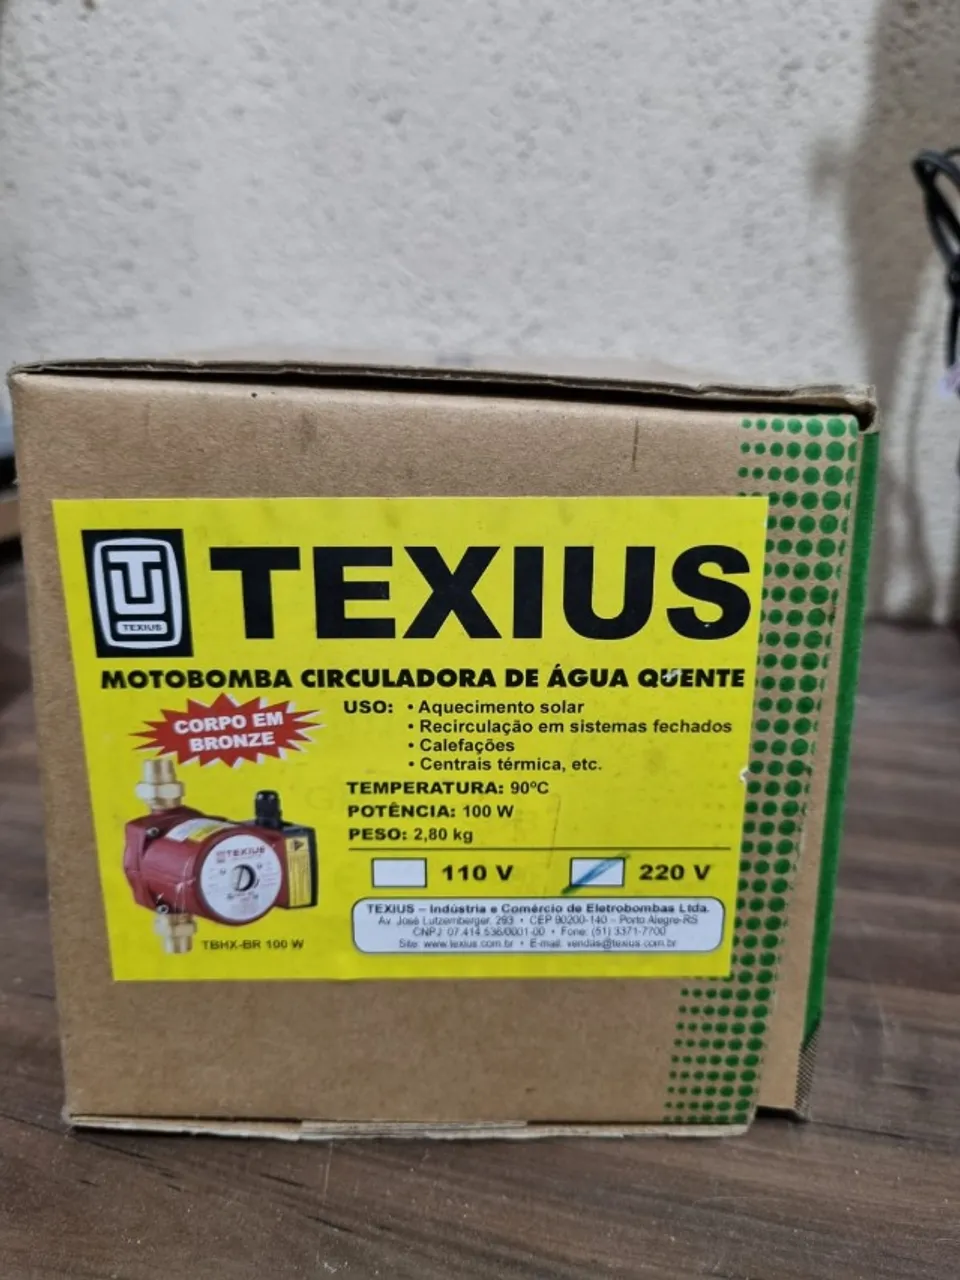 TEXIUS
TEXIUS
MOTOBOMBA CIRCULADORA DE ÁGUA QUENTE
CORPO EM
BRONZE
USO: • Aquecimento solar
• Recirculação em sistemas fechados
• Calefações
• Centrais térmica, etc.
TEMPERATURA: 90ºC
POTÊNCIA: 100 W
PESO: 2,80 kg
110 V 220 V
TEXIUS
TBHX-BR 100 W
TEXIUS – Indústria e Comércio de Eletrobombas Ltda.
Av. José Lutzemberger, 293 • CEP 90200-140 – Porto Alegre-RS
CNPJ: 07.414.536/0001-00 • Fone: (51) 3371-7700
Site: www.texius.com.br • E-mail: vendas@texius.com.br